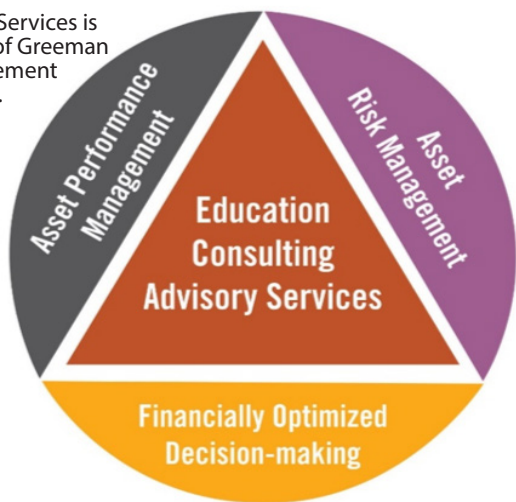 Services is
of Greeman
ement
.
Asset Performance
Management
Asset
Risk Management
Education
Consulting
Advisory Services
Financially Optimized
Decision-making